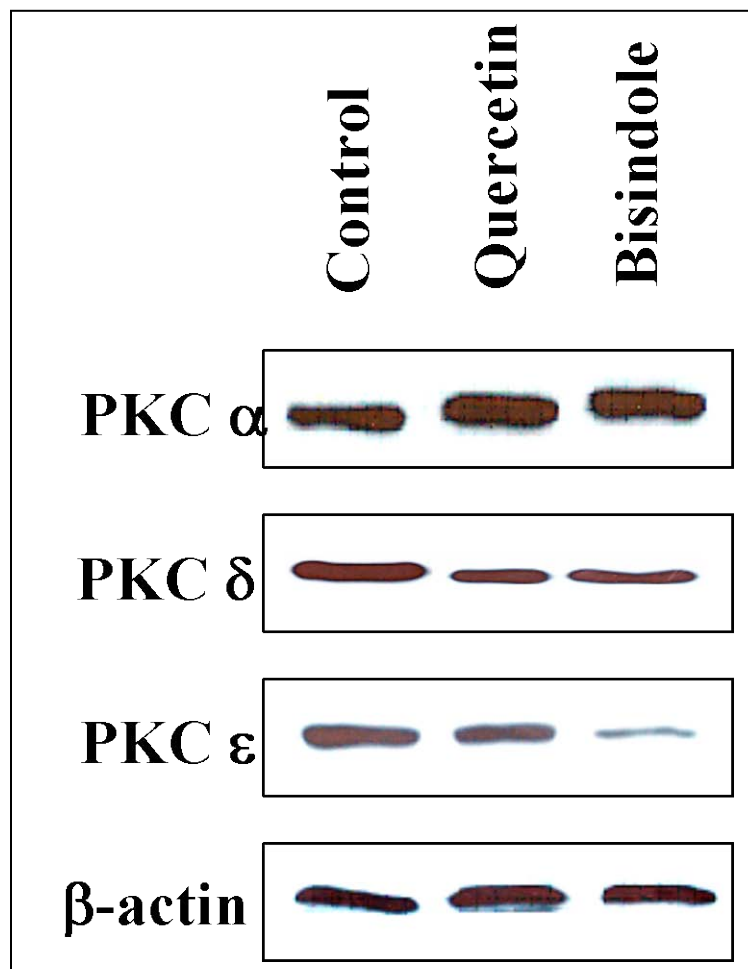 Control
Quercetin
Bisindole
PKC α
PKC δ
PKC ε
β-actin